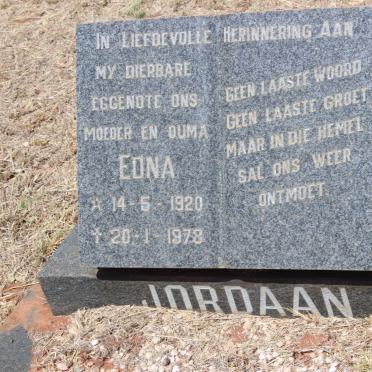 IN LIEFDEVOLLE HERINNERING AAN
MY DIERBARE
EGGENOTE ONS
MOEDER EN OUMA
EDNA
* 14-5-1920
† 20-1-1978
GEEN LAASTE WOORD
GEEN LAASTE GROET
MAAR IN DIE HEMEL
SAL ONS WEER
ONTMOET.
JORDAAN